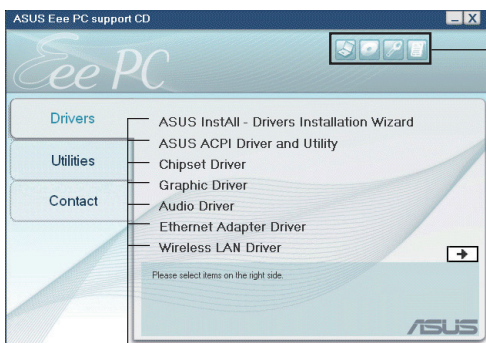 ASUS Eee PC support CD
Eee PC
Drivers
Utilities
Contact
ASUS InstAll - Drivers Installation Wizard
ASUS ACPI Driver and Utility
Chipset Driver
Graphic Driver
Audio Driver
Ethernet Adapter Driver
Wireless LAN Driver
Please select items on the right side.
ASUS